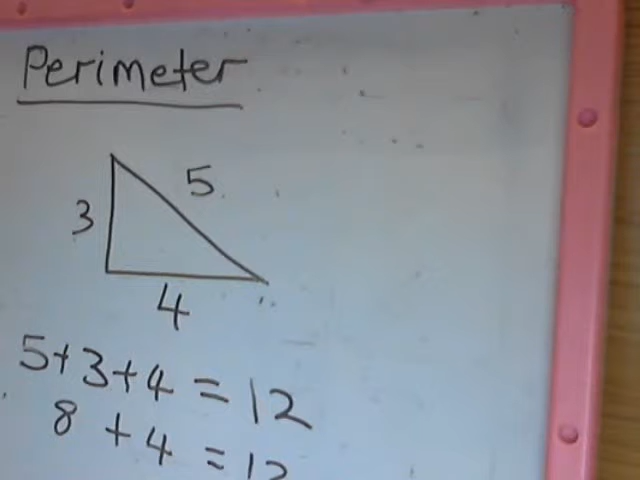 Perimeter
5
3
4
5+3+4 = 12
8 + 4 = 12